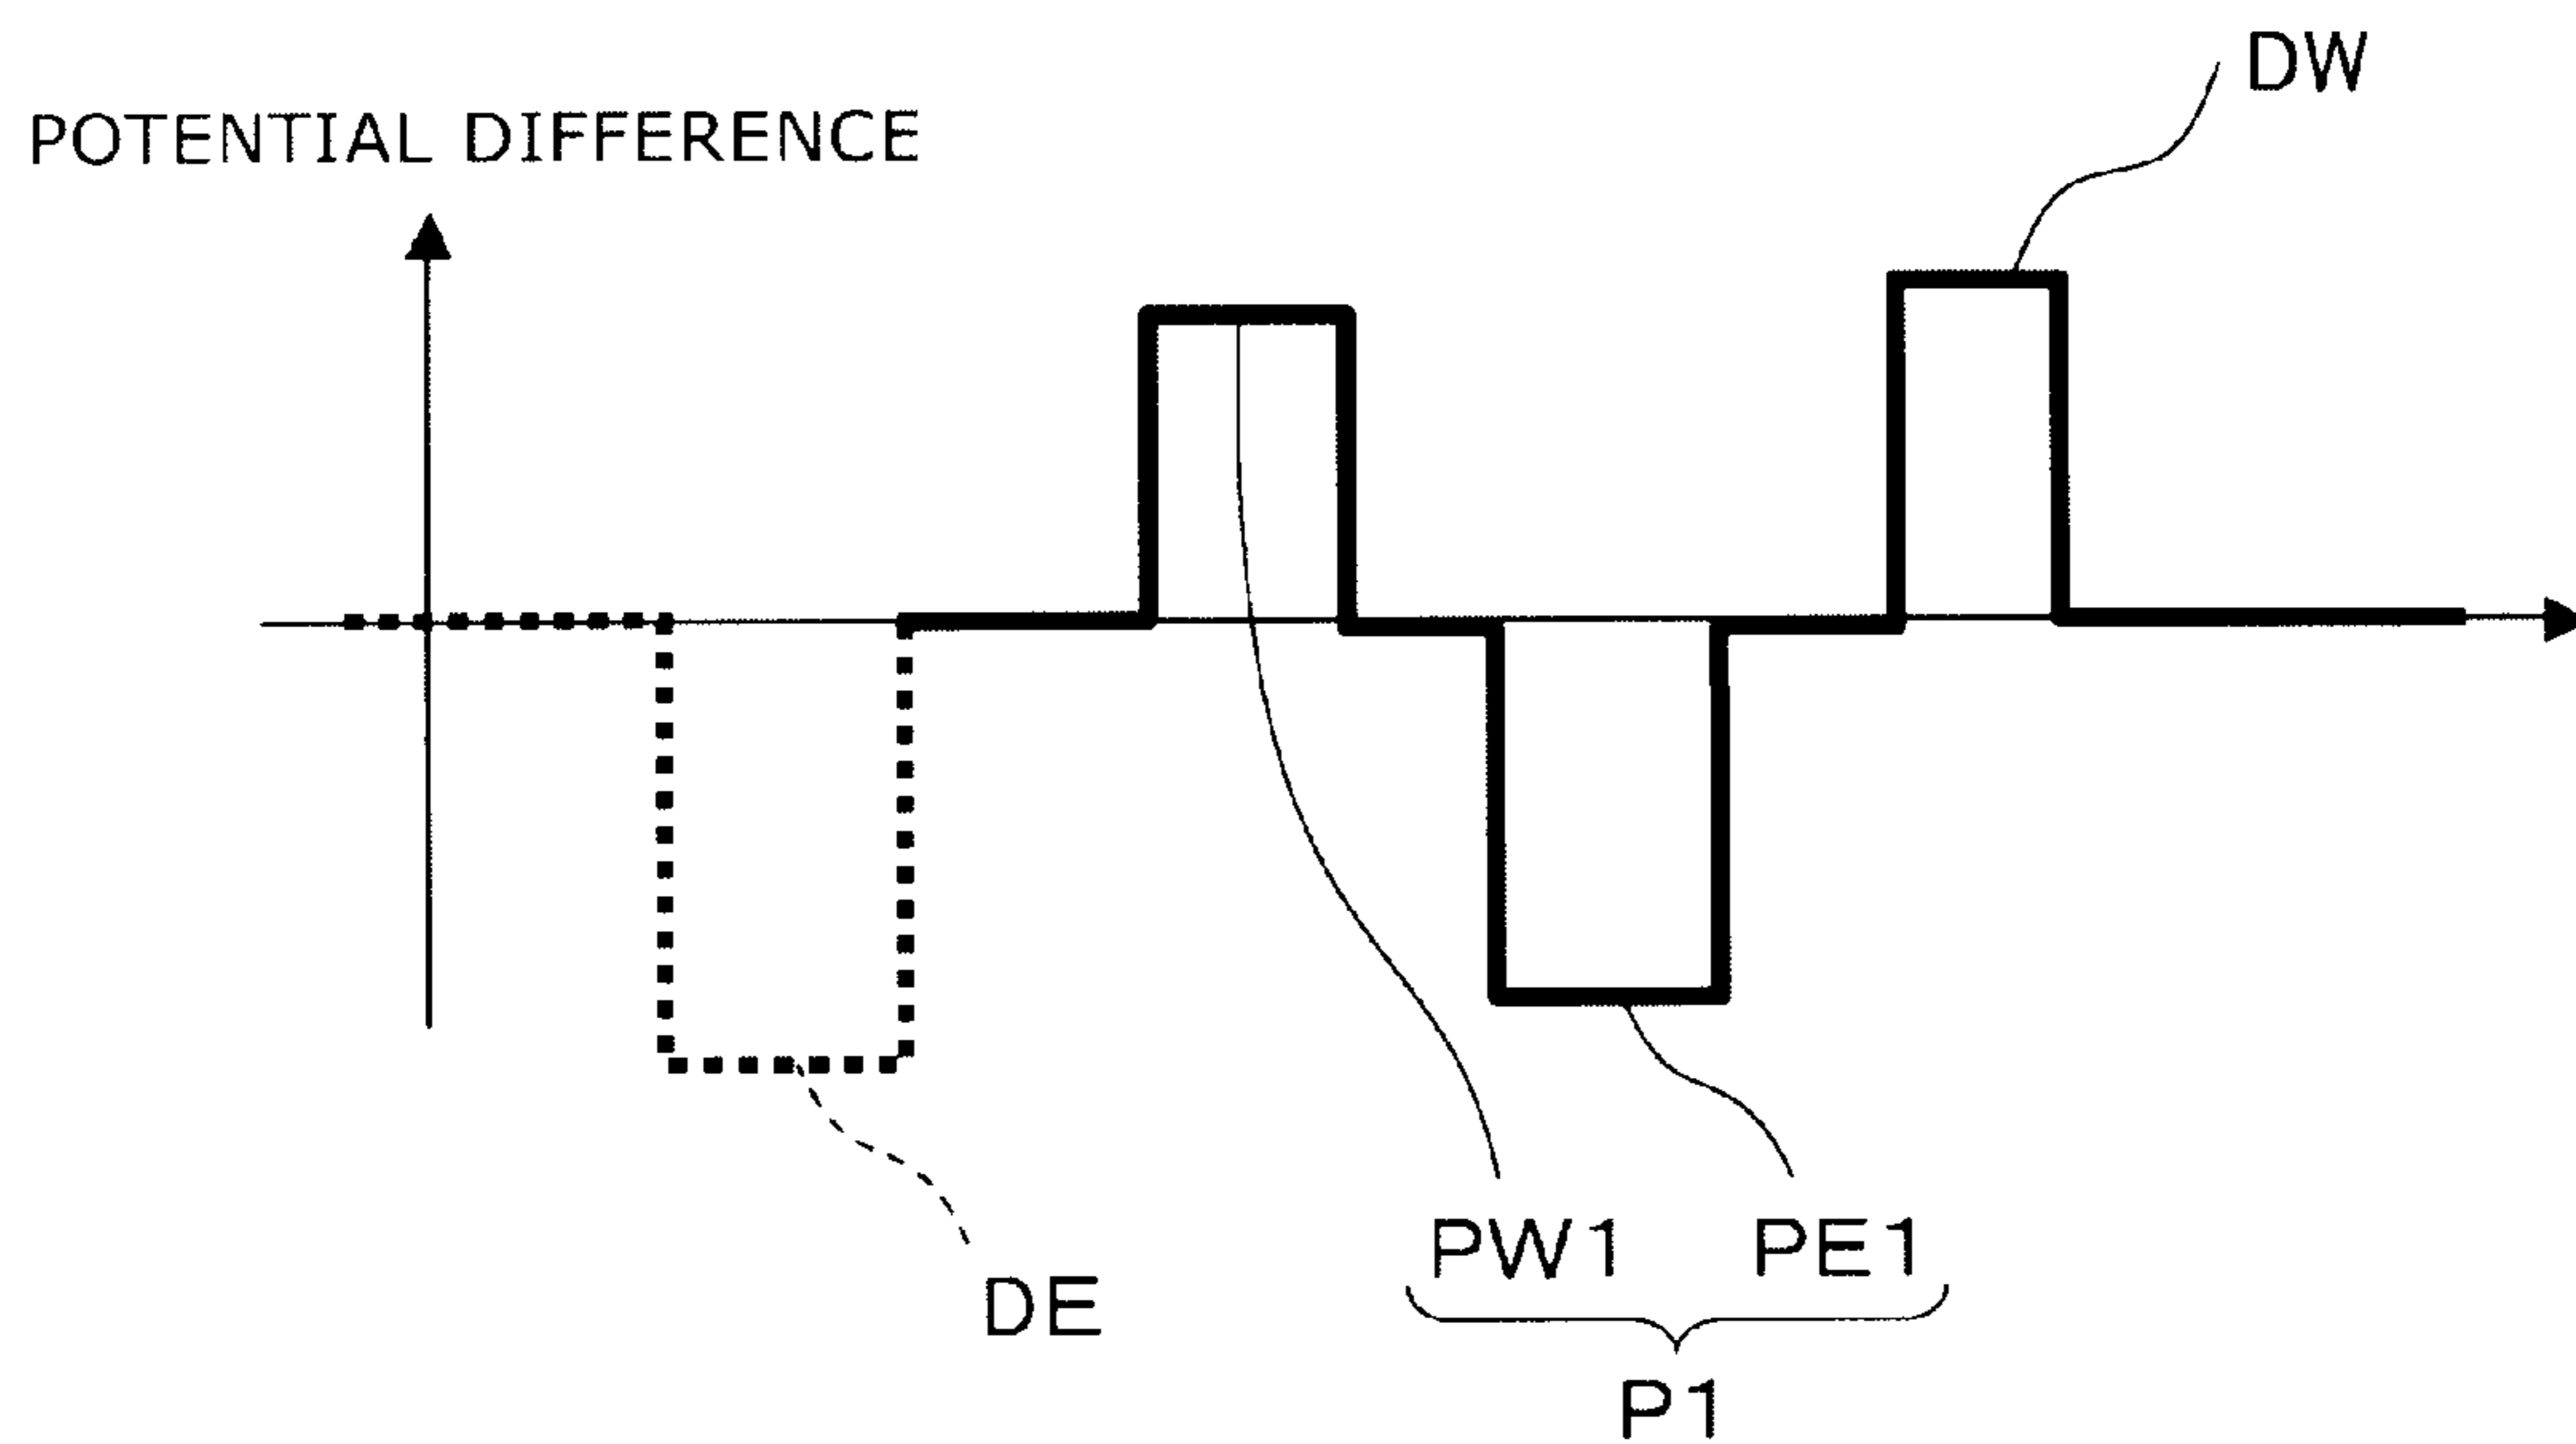 DW
POTENTIAL DIFFERENCE
PW1 PE1
DE
P1